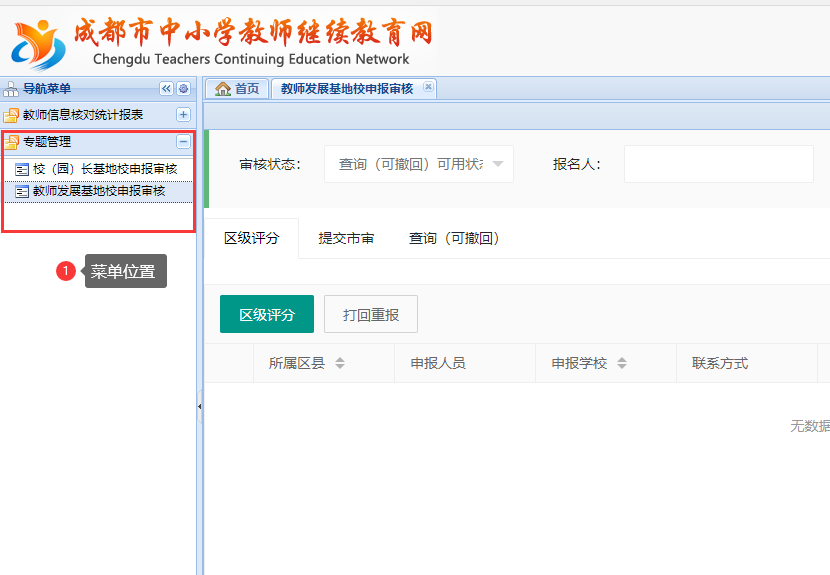 成都市中小学教师继续教育网
Chengdu Teachers Continuing Education Network
导航菜单
首页 教师发展基地校申报审核
教师信息核对统计报表
专题管理
校（园）长基地校申报审核
教师发展基地校申报审核
1 菜单位置
审核状态： 查询（可撤回）可用状 报名人：
区级评分 提交市审 查询（可撤回）
区级评分 打回重报
所属区县 申报人员 申报学校 联系方式
无数据